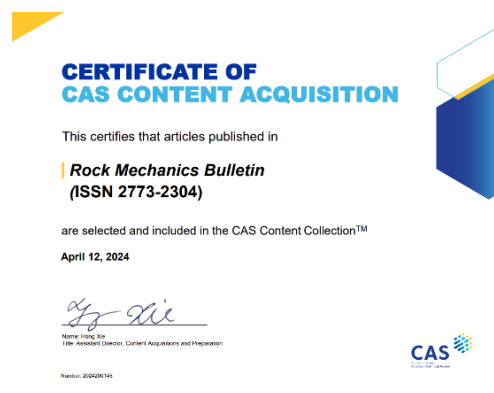 CERTIFICATE OF
CAS CONTENT ACQUISITION
This certifies that articles published in
Rock Mechanics Bulletin
(ISSN 2773-2304)
are selected and included in the CAS Content Collection™
April 12, 2024
Name: Hong Xie
Title: Assistant Director, Content Acquisitions and Preparation
Number: 2024200145
CAS